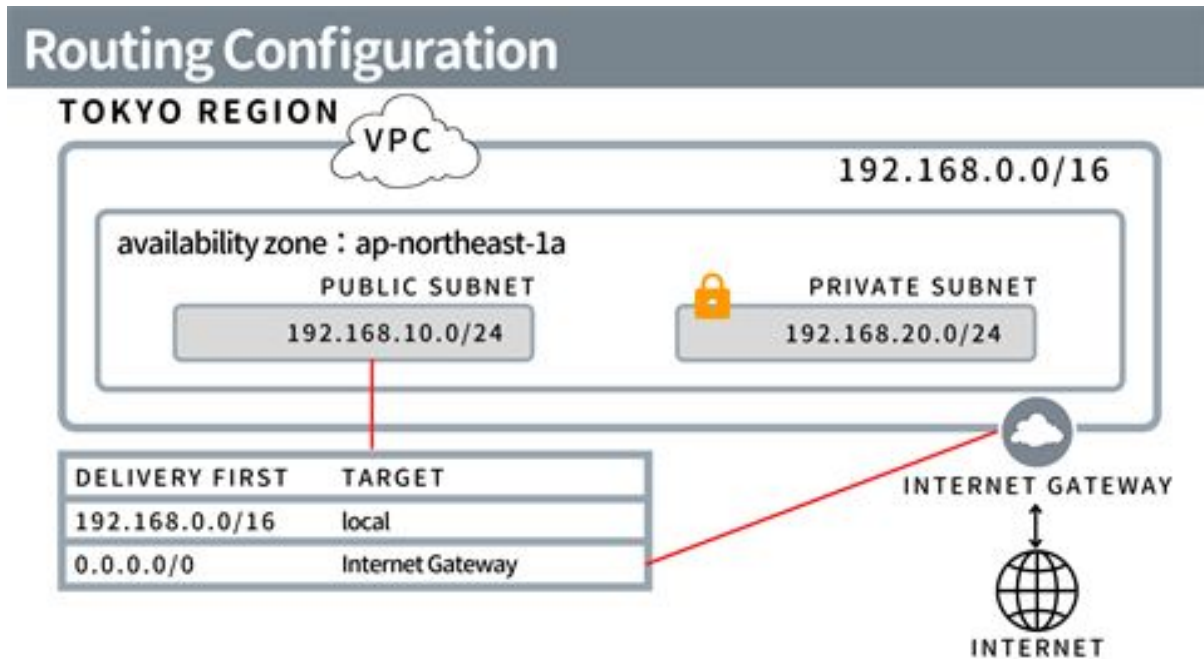 Routing Configuration
TOKYO REGION
VPC
192.168.0.0/16
availability zone：ap-northeast-1a
PUBLIC SUBNET
192.168.10.0/24
PRIVATE SUBNET
192.168.20.0/24
DELIVERY FIRST TARGET
192.168.0.0/16 local
0.0.0.0/0 Internet Gateway
INTERNET GATEWAY
INTERNET